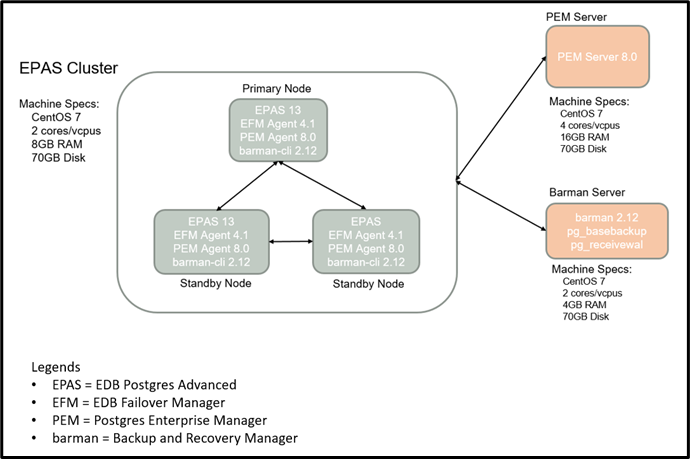 EPAS Cluster
Machine Specs:
CentOS 7
2 cores/vcpus
8GB RAM
70GB Disk
Primary Node
EPAS 13
EFM Agent 4.1
PEM Agent 8.0
barman-cli 2.12
EPAS 13
EFM Agent 4.1
PEM Agent 8.0
barman-cli 2.12
Standby Node
EPAS
EFM Agent 4.1
PEM Agent 8.0
barman-cli 2.12
Standby Node
PEM Server
PEM Server 8.0
Machine Specs:
CentOS 7
4 cores/vcpus
16GB RAM
70GB Disk
Barman Server
barman 2.12
pg_basebackup
pg_receivewal
Machine Specs:
CentOS 7
2 cores/vcpus
4GB RAM
70GB Disk
Legends
• EPAS = EDB Postgres Advanced
• EFM = EDB Failover Manager
• PEM = Postgres Enterprise Manager
• barman = Backup and Recovery Manager